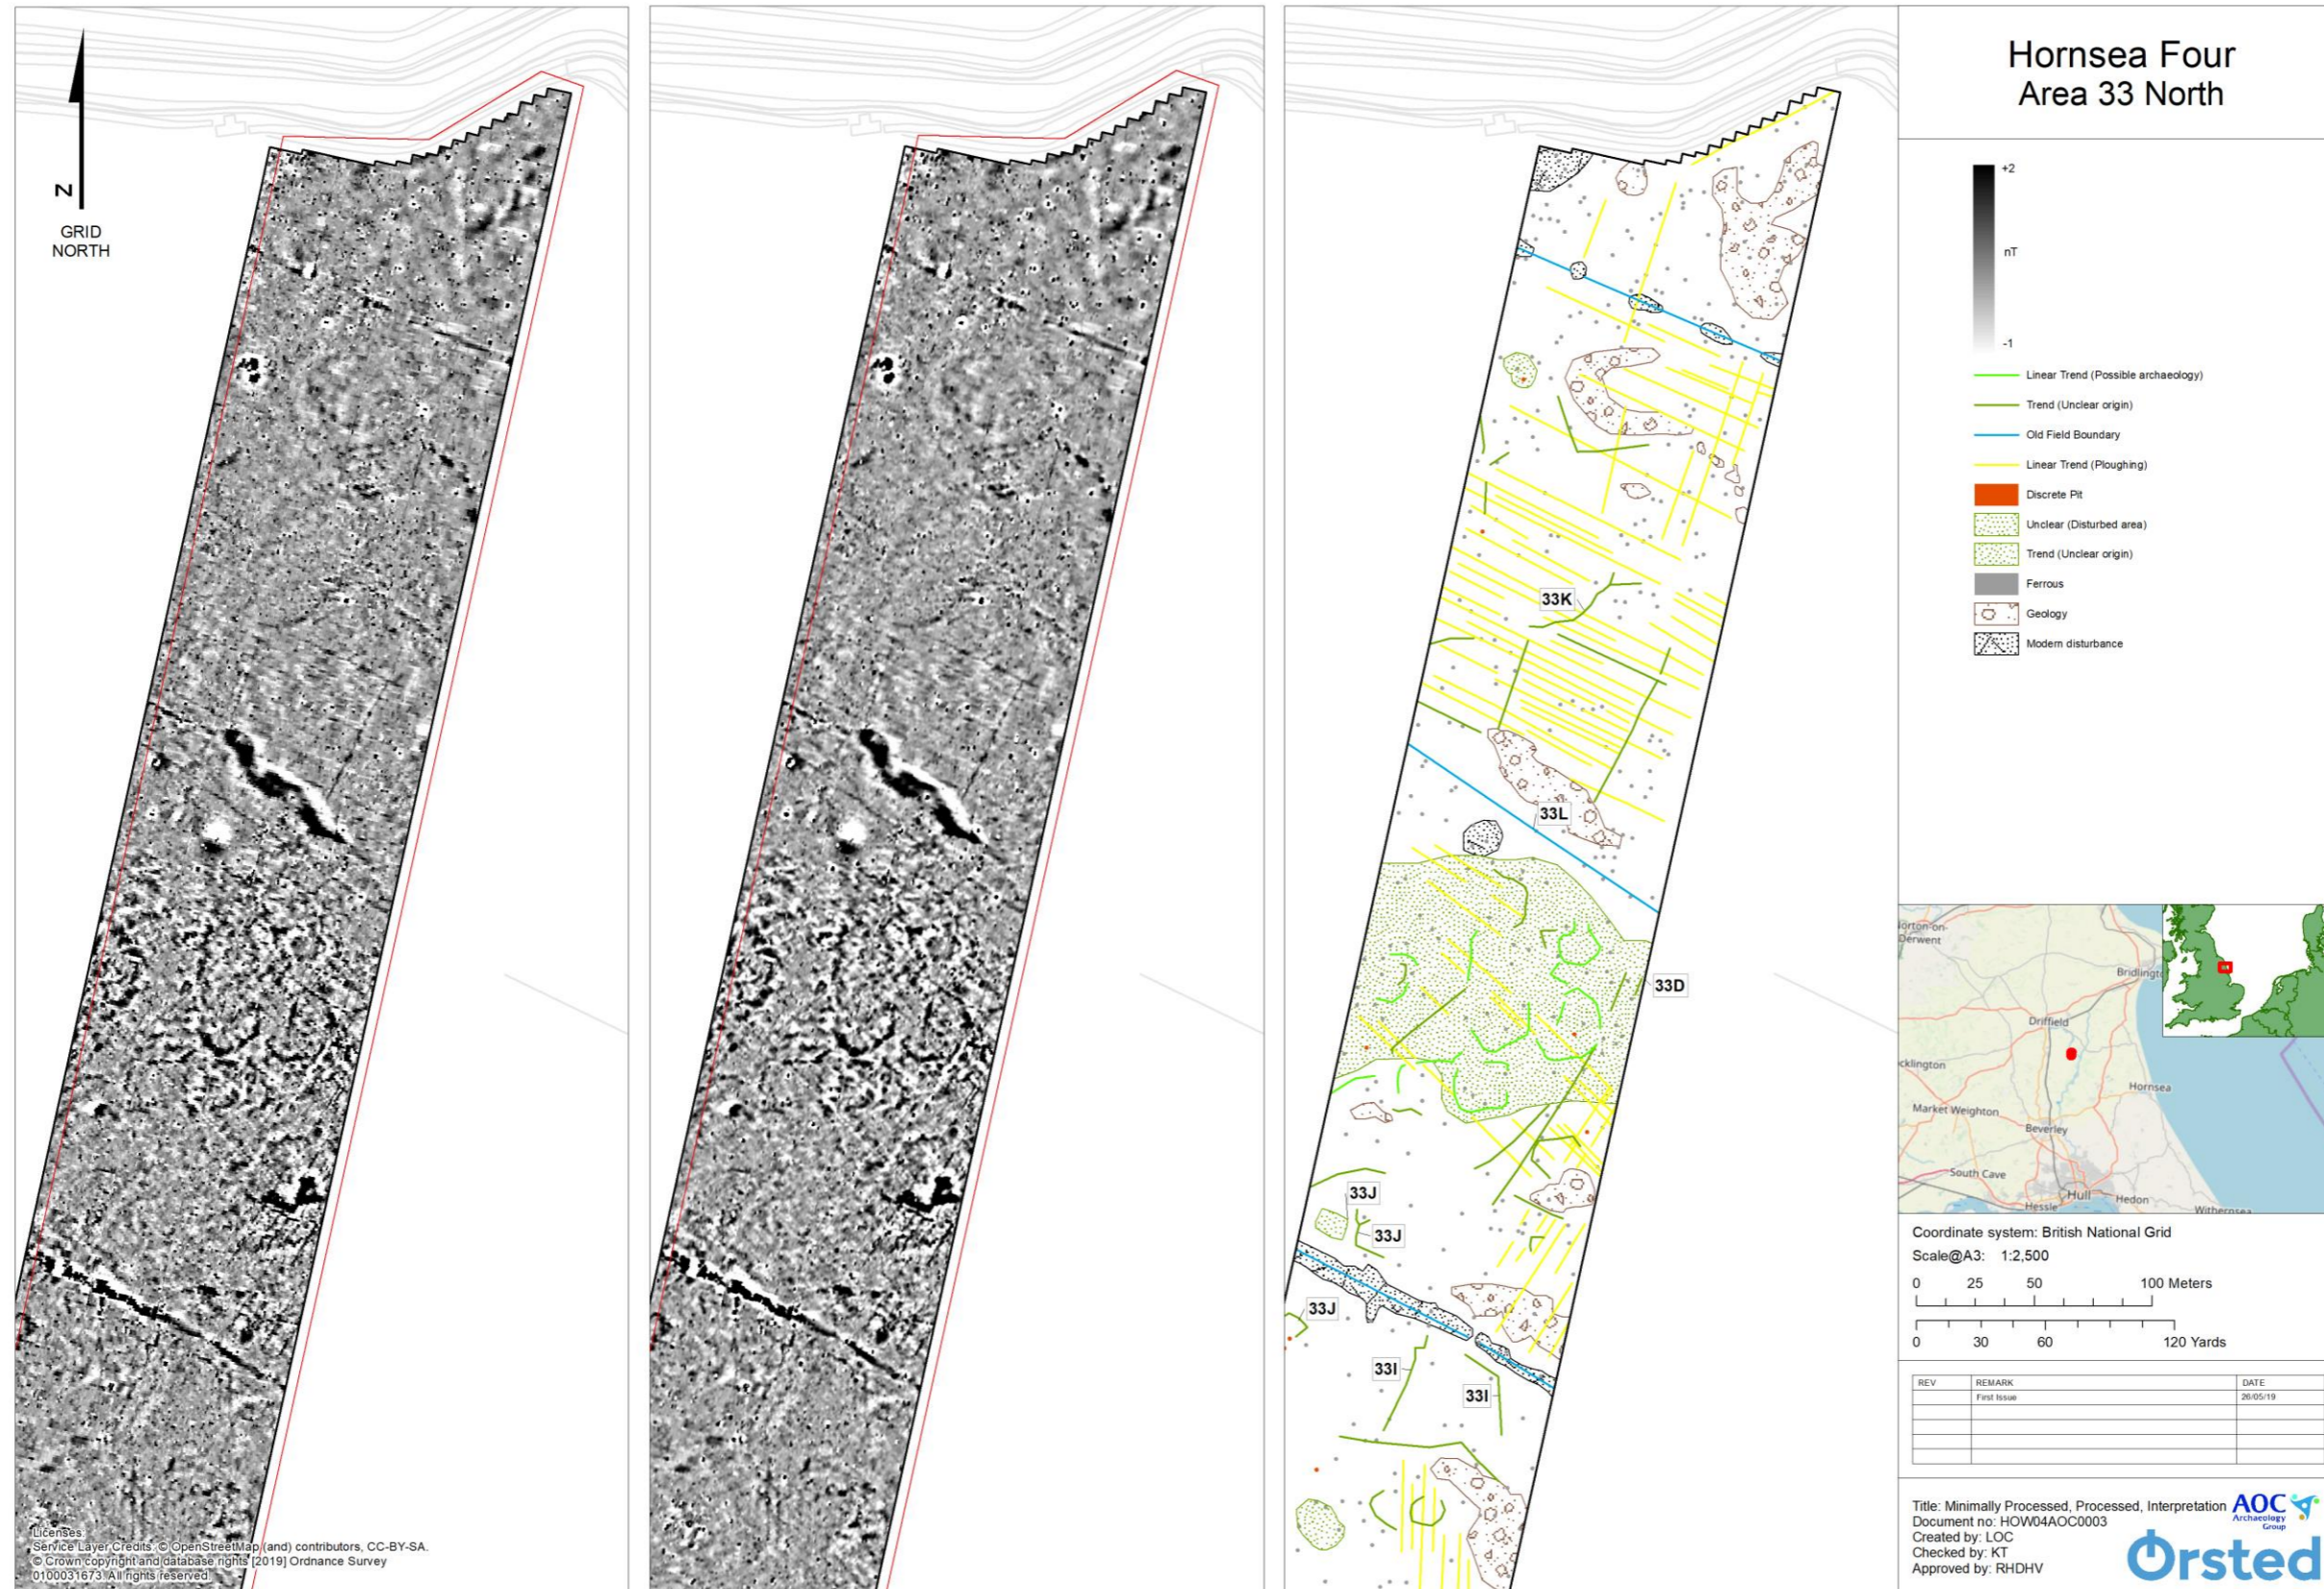 N
GRID
NORTH
Licenses:
Service Layer Credits: © OpenStreetMap (and) contributors, CC-BY-SA.
© Crown copyright and database rights [2019] Ordnance Survey
0100031673. All rights reserved.
33K
33L
33D
33J
33J
33J
33I
33I
Hornsea Four
Area 33 North
+2
nT
-1
Linear Trend (Possible archaeology)
Trend (Unclear origin)
Old Field Boundary
Linear Trend (Ploughing)
Discrete Pit
Unclear (Disturbed area)
Trend (Unclear origin)
Ferrous
Geology
Modern disturbance
Norton-on-
Derwent
Bridlingt
Driffield
cklington
Hornsea
Market Weighton
Beverley
South Cave
Hull
Hedon
Hessle
Withernsea
Coordinate system: British National Grid
Scale@A3: 1:2,500
0 25 50 100 Meters
0 30 60 120 Yards
REV REMARK DATE
First Issue 26/05/19
Title: Minimally Processed, Processed, Interpretation
Document no: HOW04AOC0003
Created by: LOC
Checked by: KT
Approved by: RHDHV
AOC
Archaeology
Group
Orsted